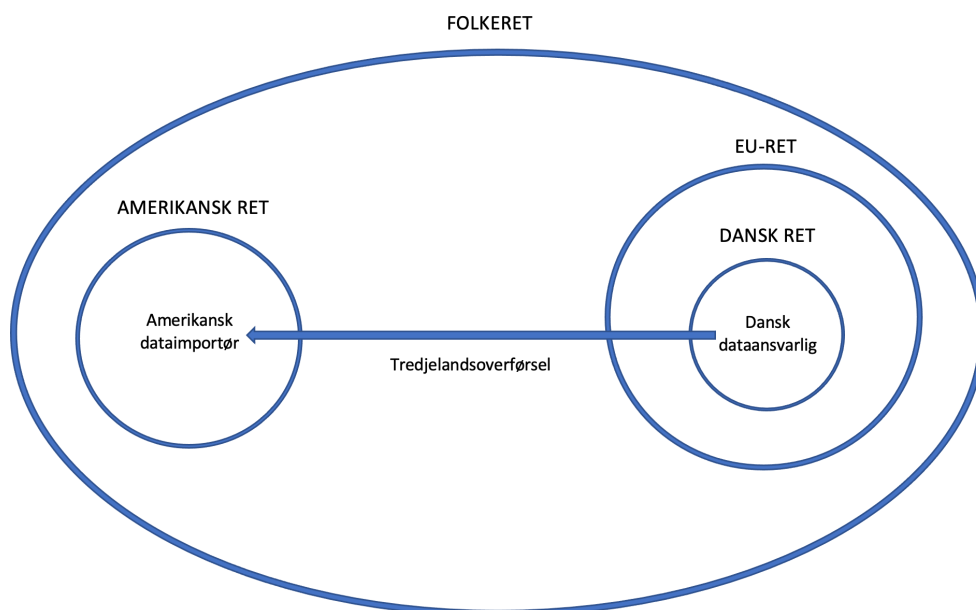 FOLKERET
EU-RET
AMERIKANSK RET
DANSK RET
Amerikansk
dataimportør
Tredjelandsoverførsel
Dansk
dataansvarlig